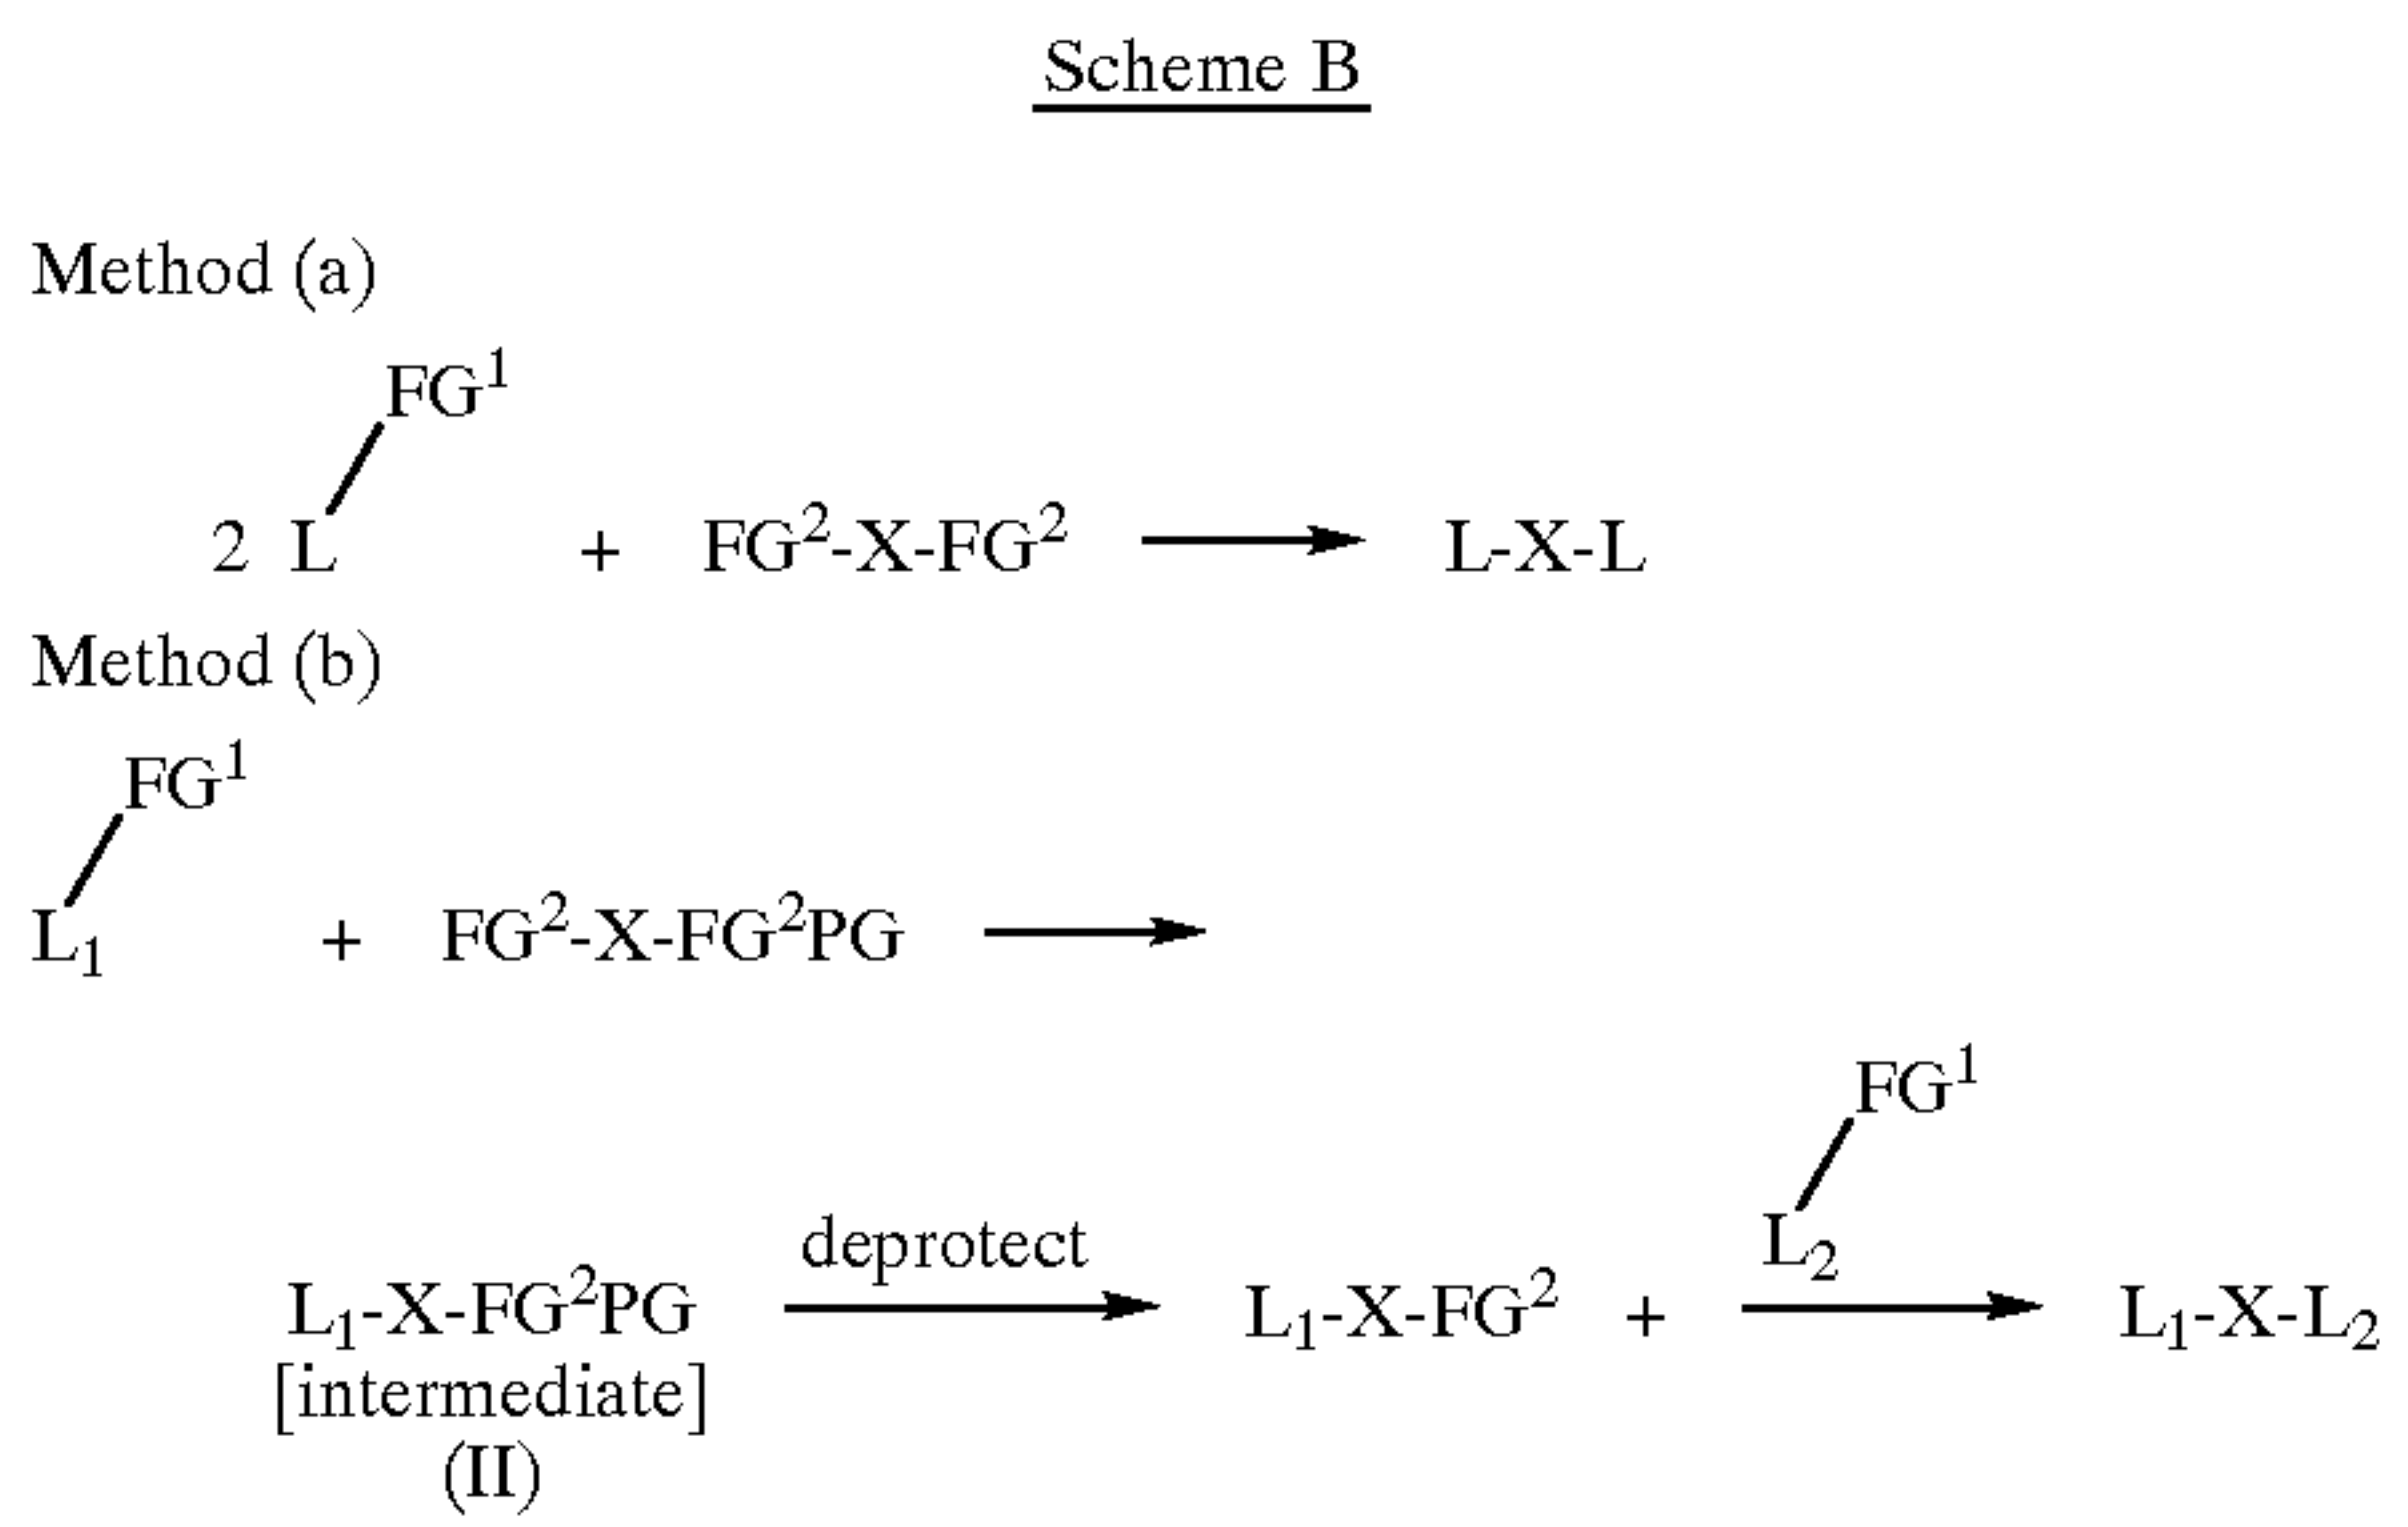 Scheme B
Method (a)
FG¹
2 L + FG²-X-FG² → L-X-L
Method (b)
FG¹
L₁ + FG²-X-FG²PG →
FG¹
deprotect
L₂
L₁-X-FG²PG → L₁-X-FG² + → L₁-X-L₂
[intermediate]
(II)